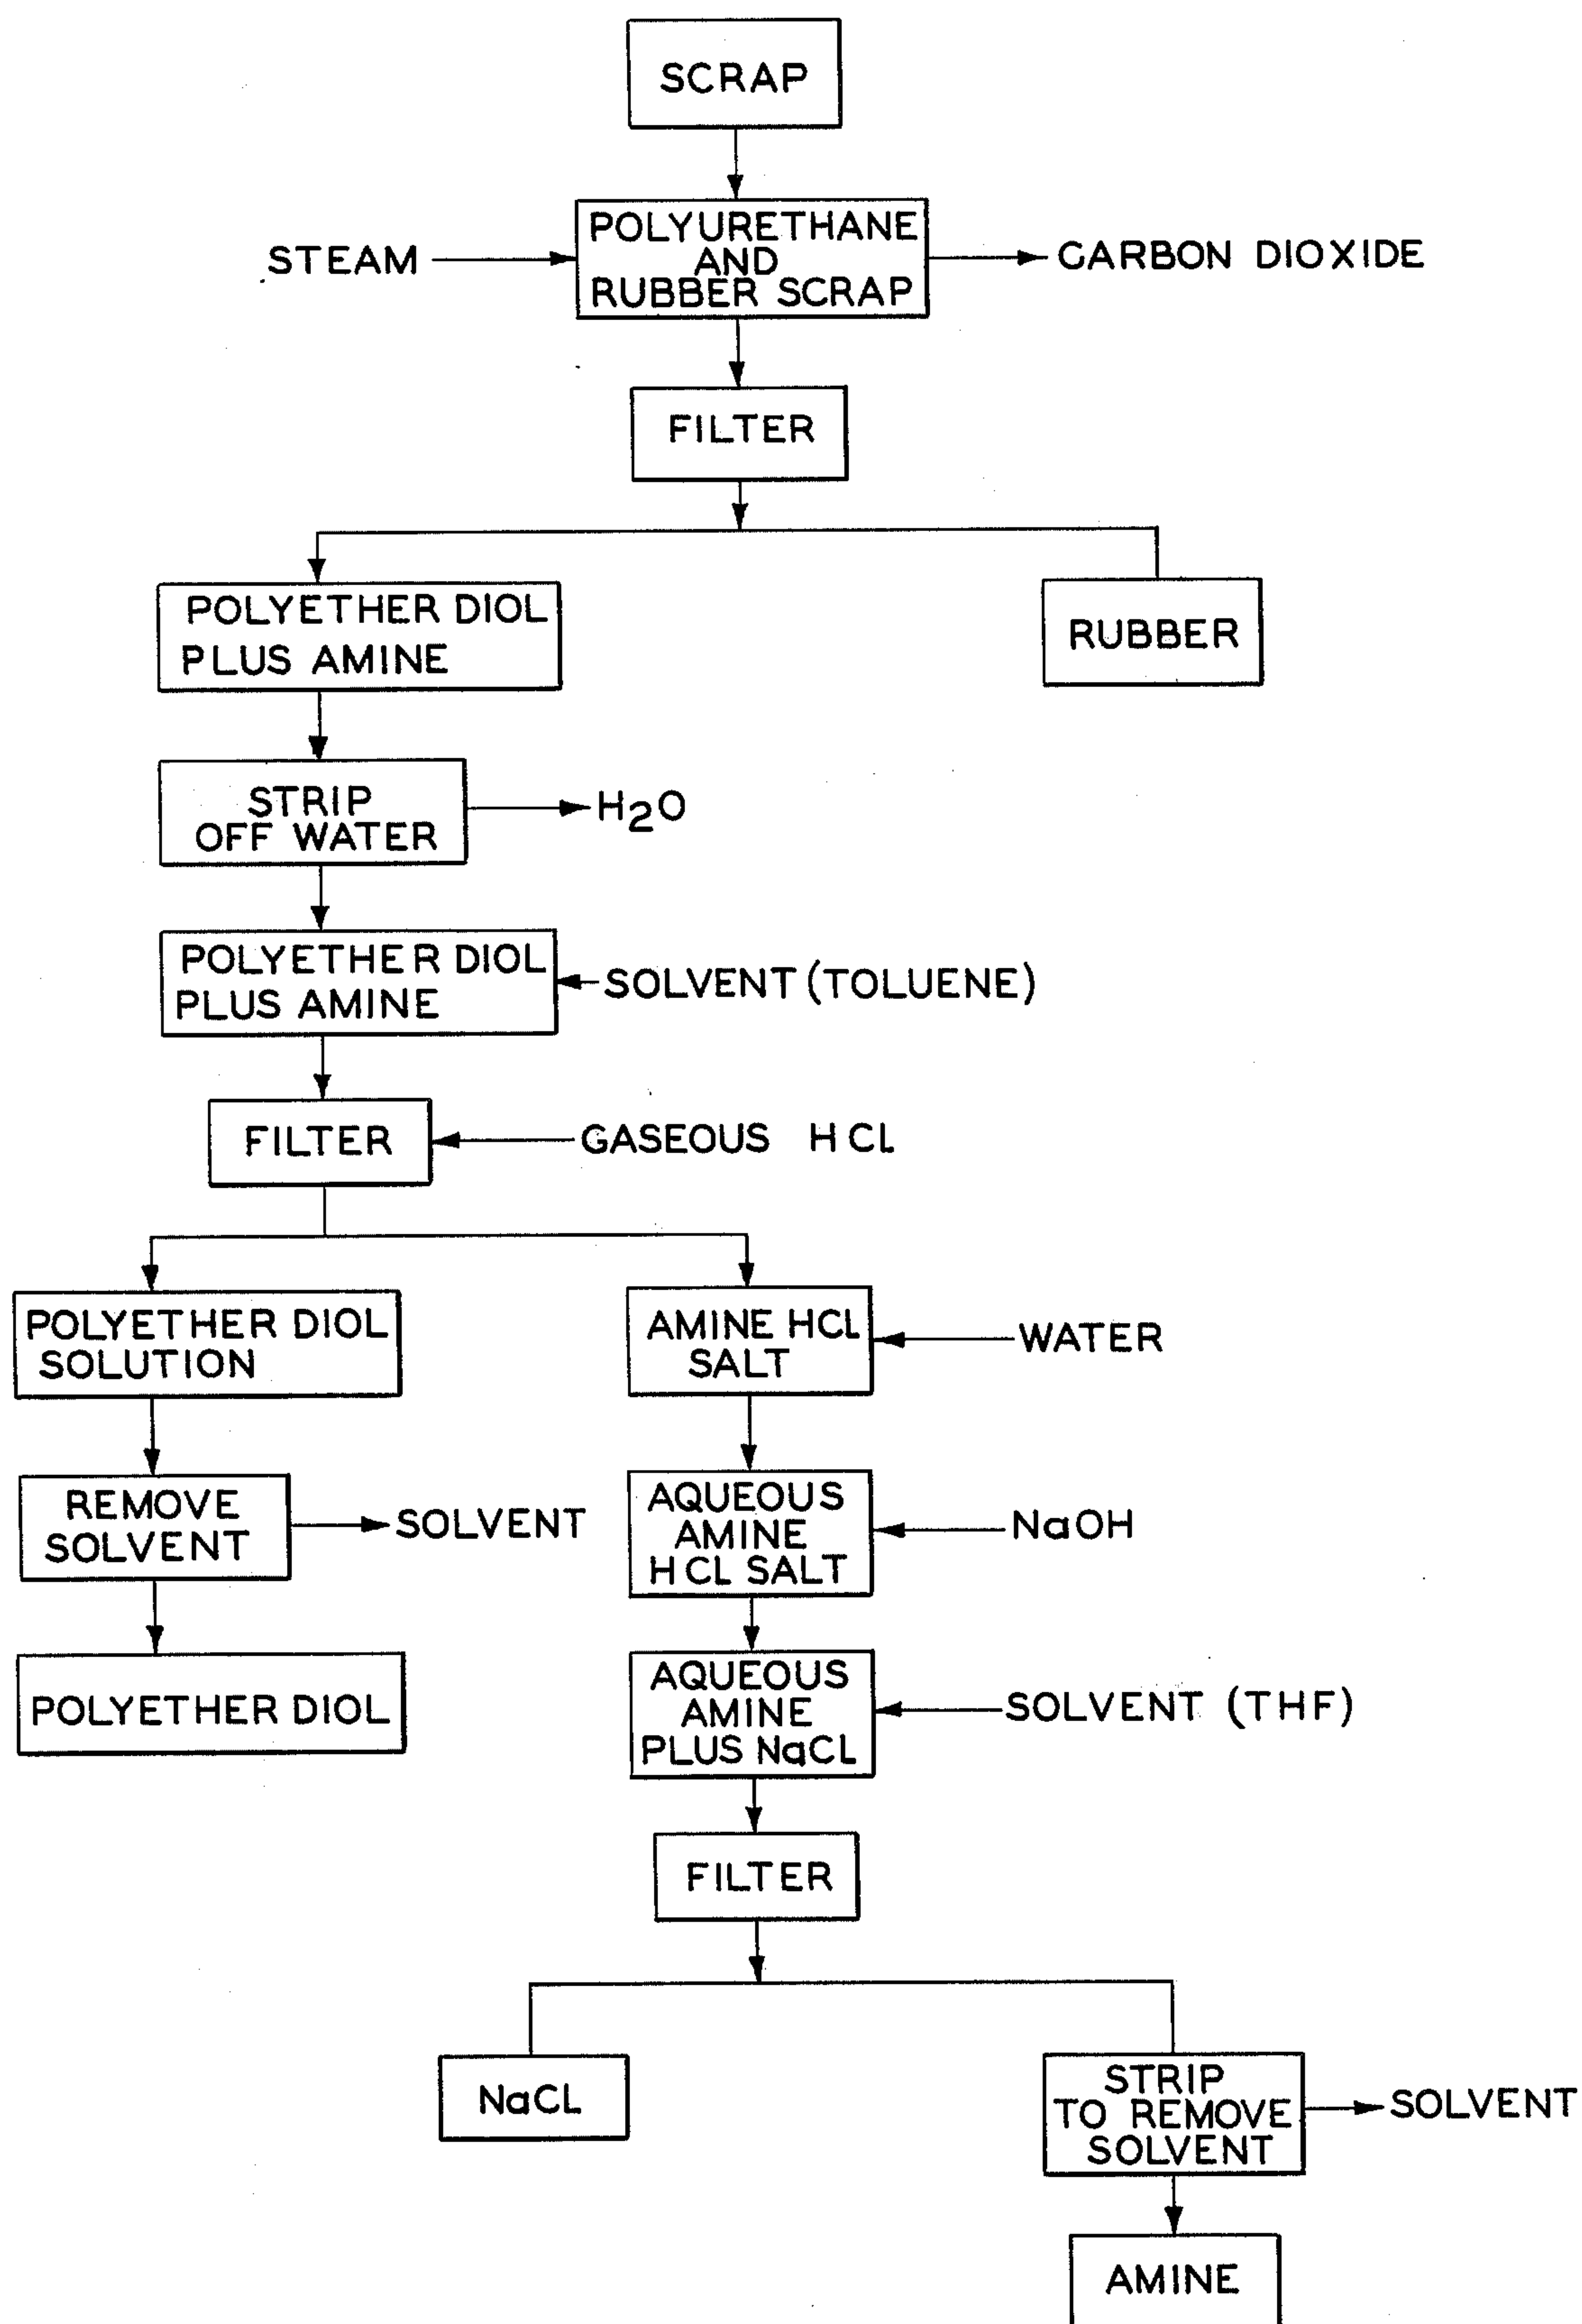 SCRAP
STEAM
POLYURETHANE
AND
RUBBER SCRAP
CARBON DIOXIDE
FILTER
POLYETHER DIOL
PLUS AMINE
RUBBER
STRIP
OFF WATER
H2O
POLYETHER DIOL
PLUS AMINE
SOLVENT (TOLUENE)
FILTER
GASEOUS HCL
POLYETHER DIOL
SOLUTION
AMINE HCL
SALT
WATER
REMOVE
SOLVENT
SOLVENT
AQUEOUS
AMINE
HCL SALT
NaOH
POLYETHER DIOL
AQUEOUS
AMINE
PLUS NaCL
SOLVENT (THF)
FILTER
NaCL
STRIP
TO REMOVE
SOLVENT
SOLVENT
AMINE